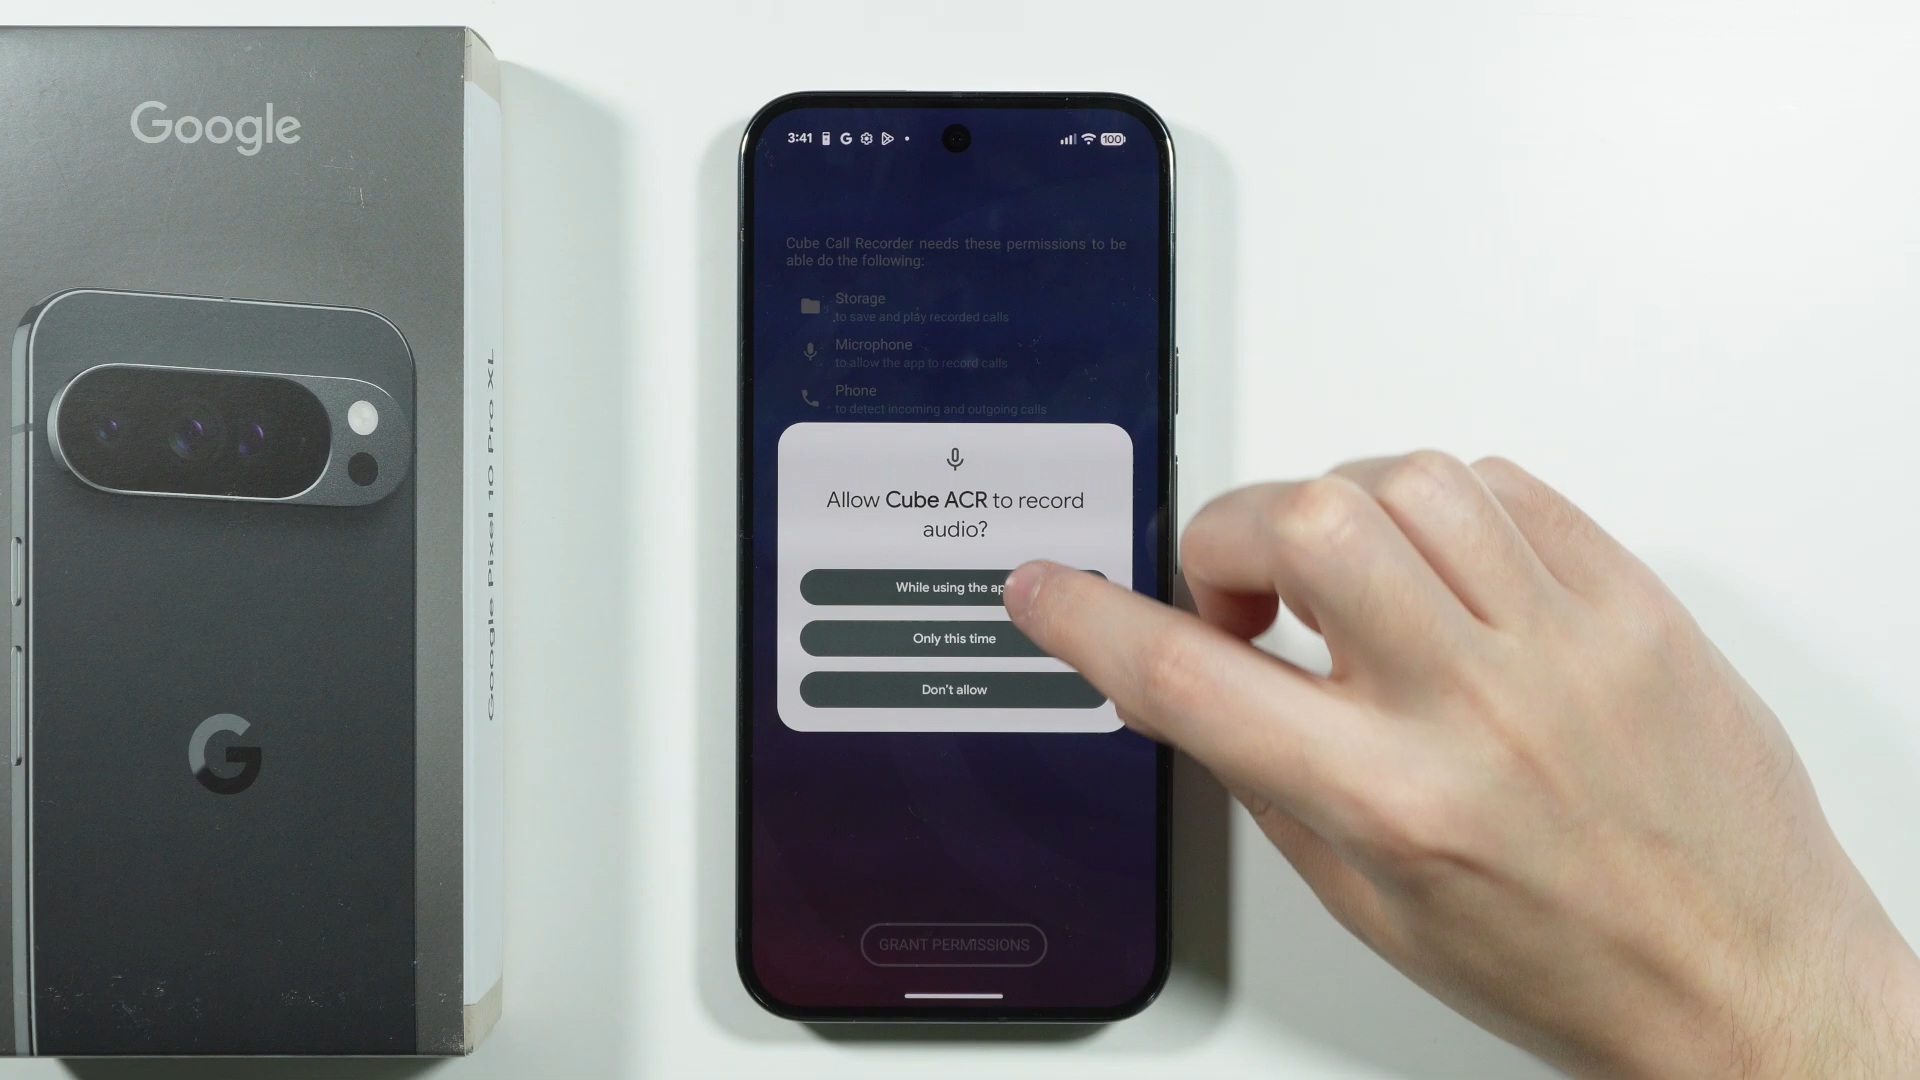 Google
Google Pixel 10 Pro XL
G
3:41
100
Cube Call Recorder needs these permissions to be
able do the following:
Storage
to save and play recorded calls
Microphone
to allow the app to record calls
Phone
to detect incoming and outgoing calls
Allow Cube ACR to record
audio?
While using the ap
Only this time
Don't allow
GRANT PERMISSIONS